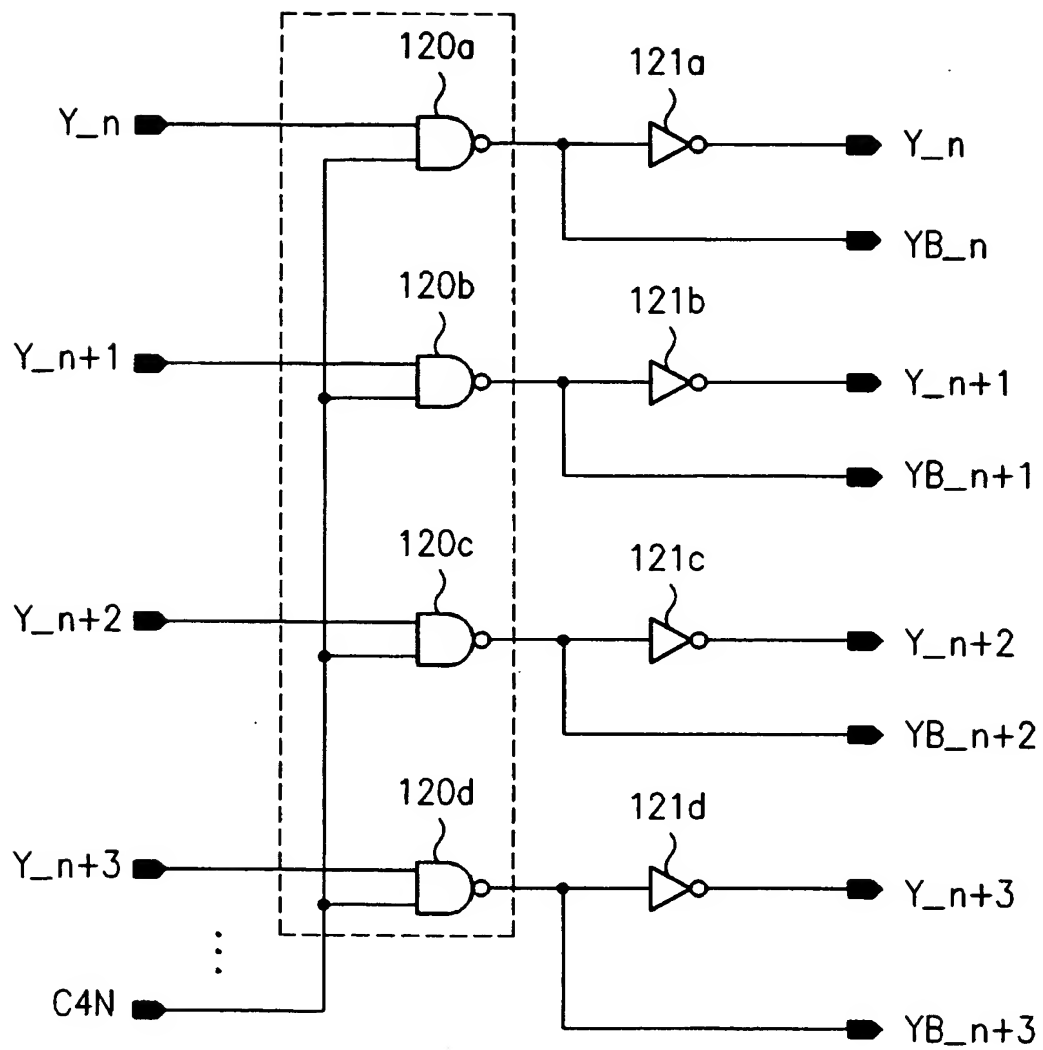 120a
121a
Y_n
Y_n
YB_n
120b
121b
Y_n+1
Y_n+1
YB_n+1
120c
121c
Y_n+2
Y_n+2
YB_n+2
120d
121d
Y_n+3
Y_n+3
C4N
YB_n+3